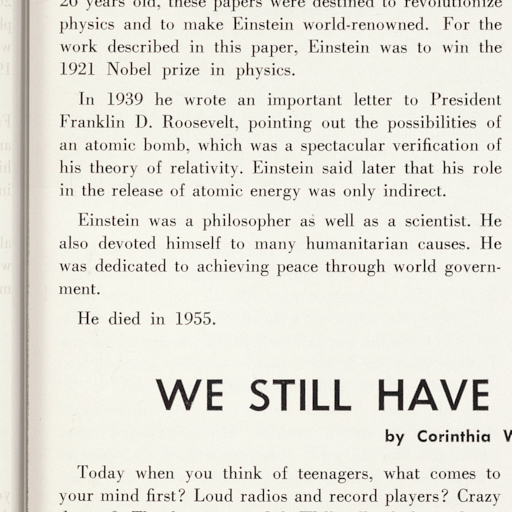 20 years old, these papers were destined to revolutionize
physics and to make Einstein world-renowned. For the
work described in this paper, Einstein was to win the
1921 Nobel prize in physics.
In 1939 he wrote an important letter to President
Franklin D. Roosevelt, pointing out the possibilities of
an atomic bomb, which was a spectacular verification of
his theory of relativity. Einstein said later that his role
in the release of atomic energy was only indirect.
Einstein was a philosopher as well as a scientist. He
also devoted himself to many humanitarian causes. He
was dedicated to achieving peace through world govern-
ment.
He died in 1955.
WE STILL HAVE
by Corinthia
Today when you think of teenagers, what comes to
your mind first? Loud radios and record players? Crazy